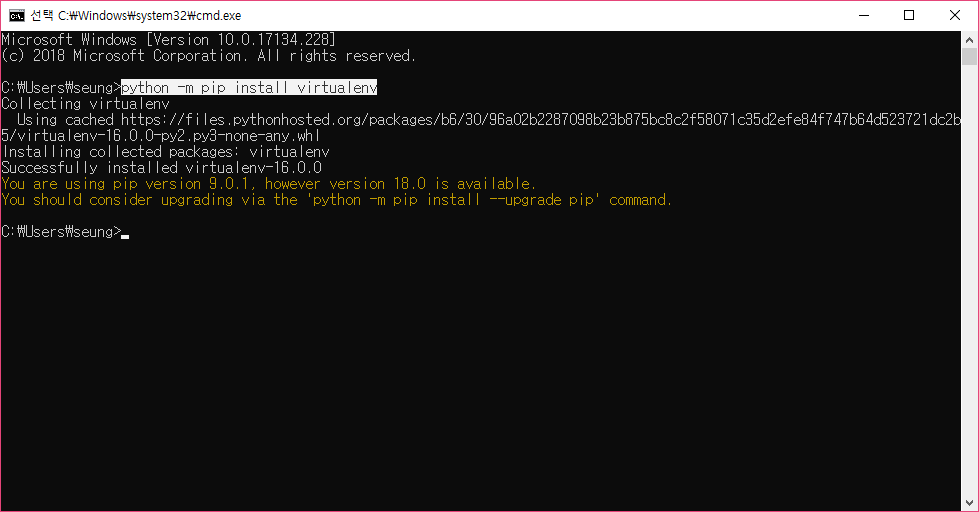 선택 C:₩Windows₩system32₩cmd.exe
Microsoft Windows [Version 10.0.17134.228]
(c) 2018 Microsoft Corporation. All rights reserved.
C:₩Users₩seung>python -m pip install virtualenv
Collecting virtualenv
Using cached https://files.pythonhosted.org/packages/b6/30/96a02b2287098b23b875bc8c2f58071c35d2efe84f747b64d523721dc2b
5/virtualenv-16.0.0-py2.py3-none-any.whl
Installing collected packages: virtualenv
Successfully installed virtualenv-16.0.0
You are using pip version 9.0.1, however version 18.0 is available.
You should consider upgrading via the 'python -m pip install --upgrade pip' command.
C:₩Users₩seung>